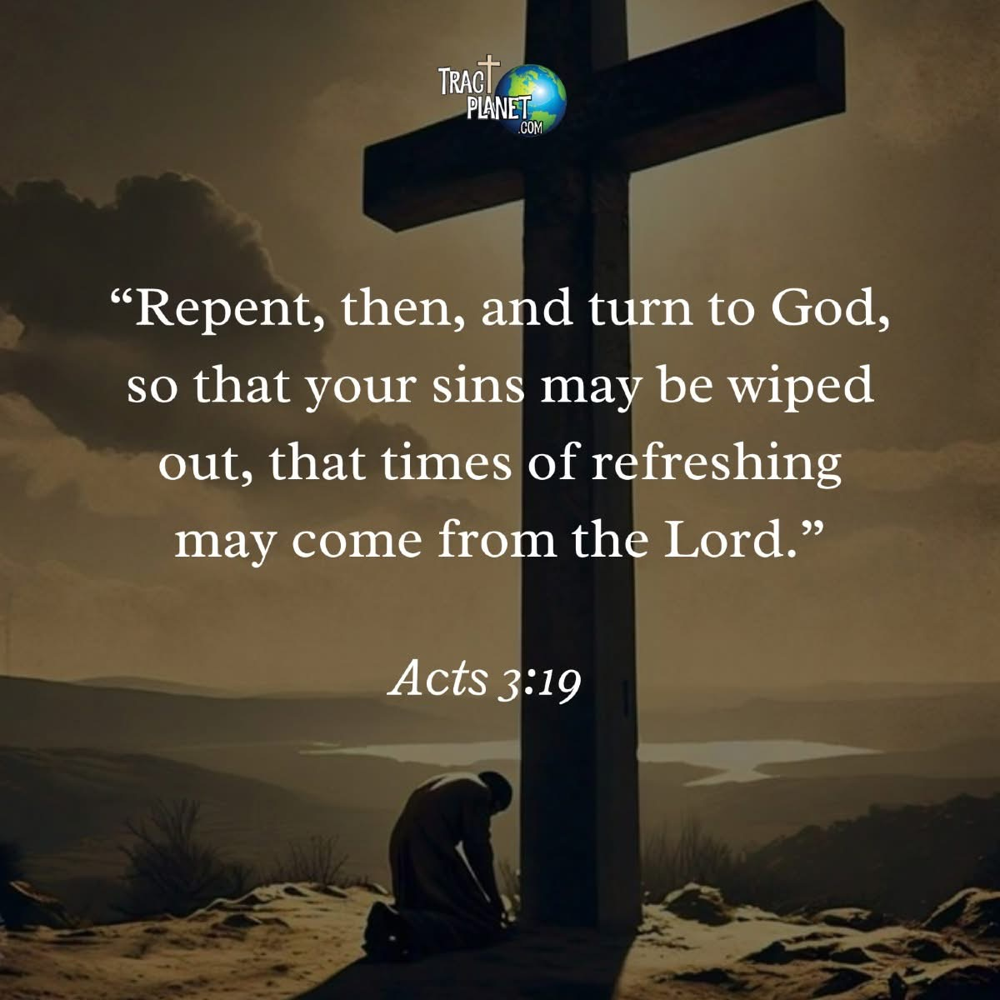 TRACT
PLANET
.COM
“Repent, then, and turn to God,
so that your sins may be wiped
out, that times of refreshing
may come from the Lord.”
Acts 3:19